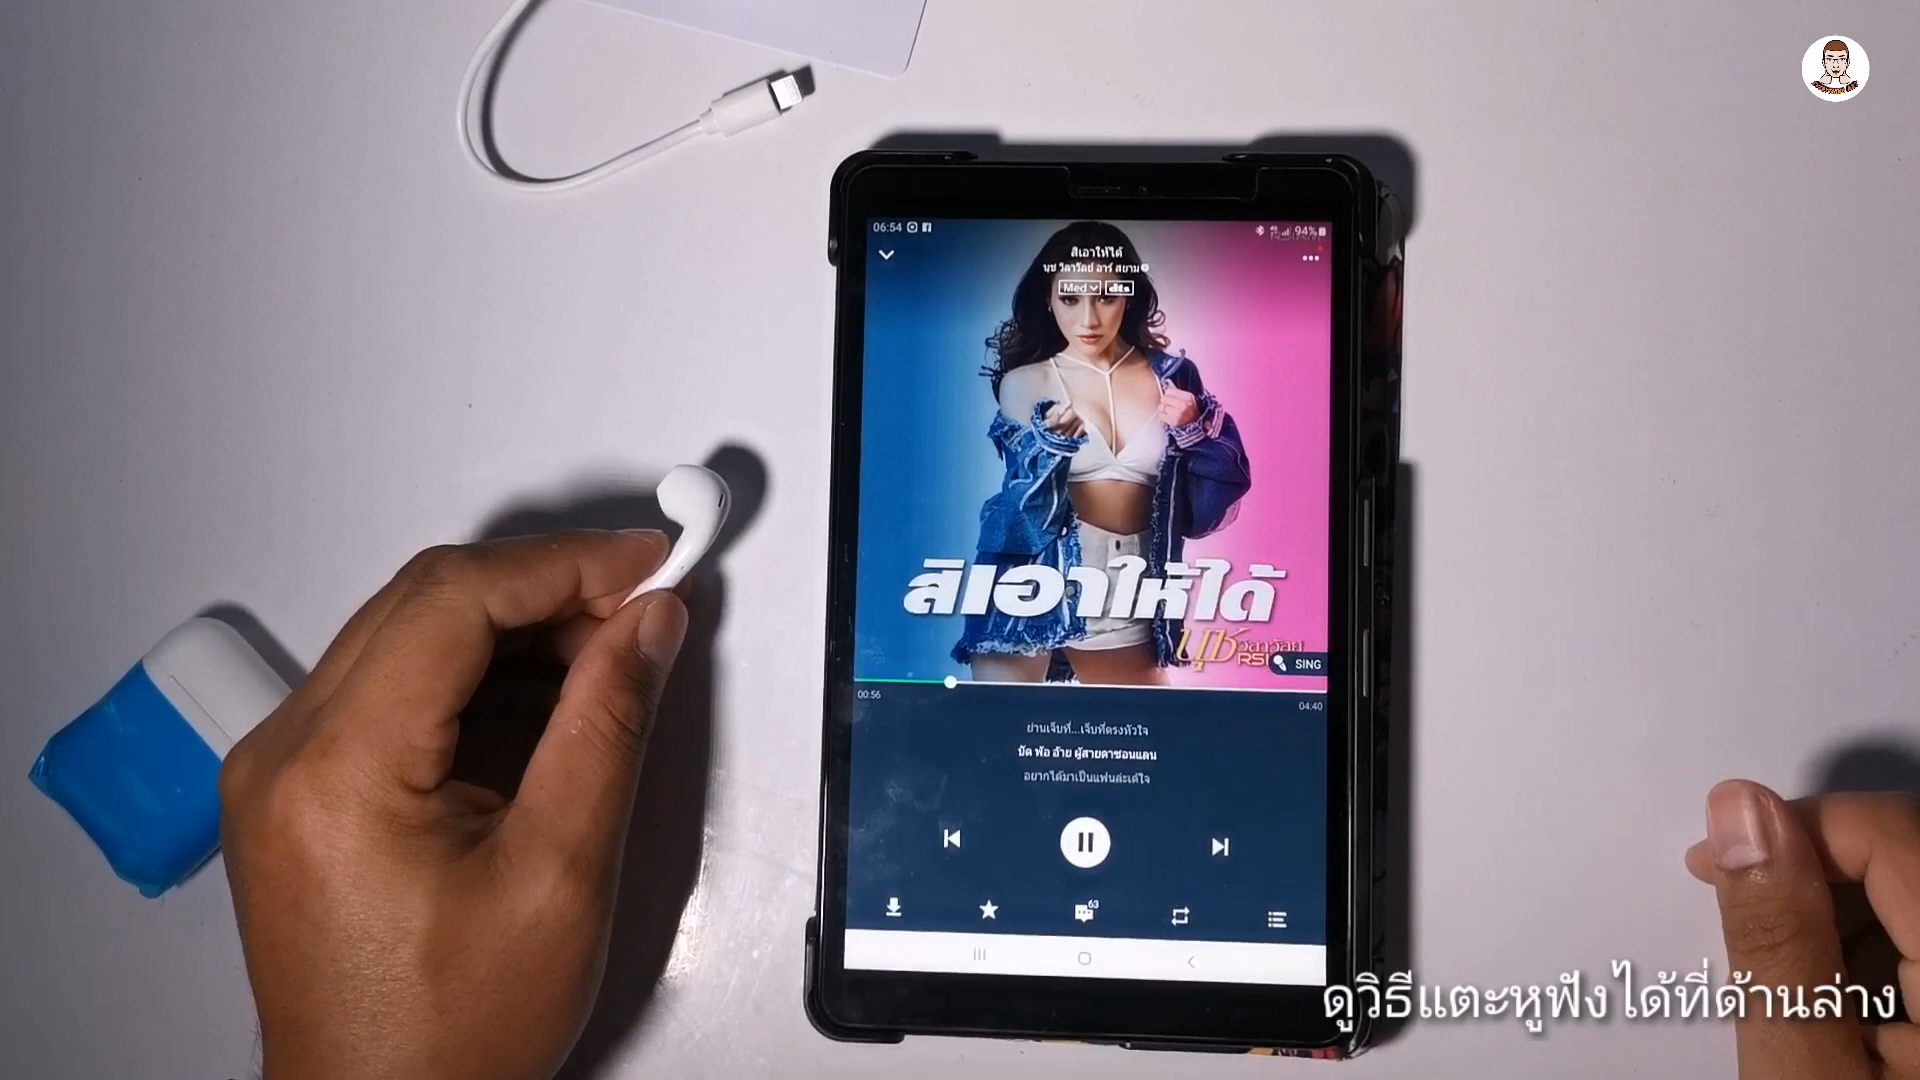 06:54
94%
สิเอาให้ได้
นุช วิลาวัลย์ อาร์ สยาม
Med
dts
สิเอาให้ได้
นุช
วิลาวัลย์
SING
00:56
04:40
ย่านเจ็บที่...เจ็บที่ตรงหัวใจ
ปัด พ้อ อ้าย ผู้สายตาซอนแลน
อยากได้มาเป็นแฟนล่ะเด้ใจ
63
ดูวิธีแตะหูฟังได้ที่ด้านล่าง